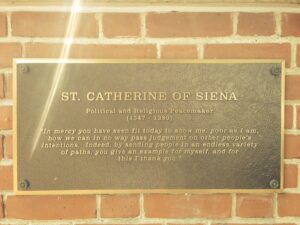 ST. CATHERINE OF SIENA
Political and Religious Peacemaker
(1347 - 1380)
"In mercy you have seen fit today to show me, poor as I am,
how we can in no way pass judgement on other people's
intentions. Indeed, by sending people in an endless variety
of paths, you give an example for myself, and for
this I thank you."